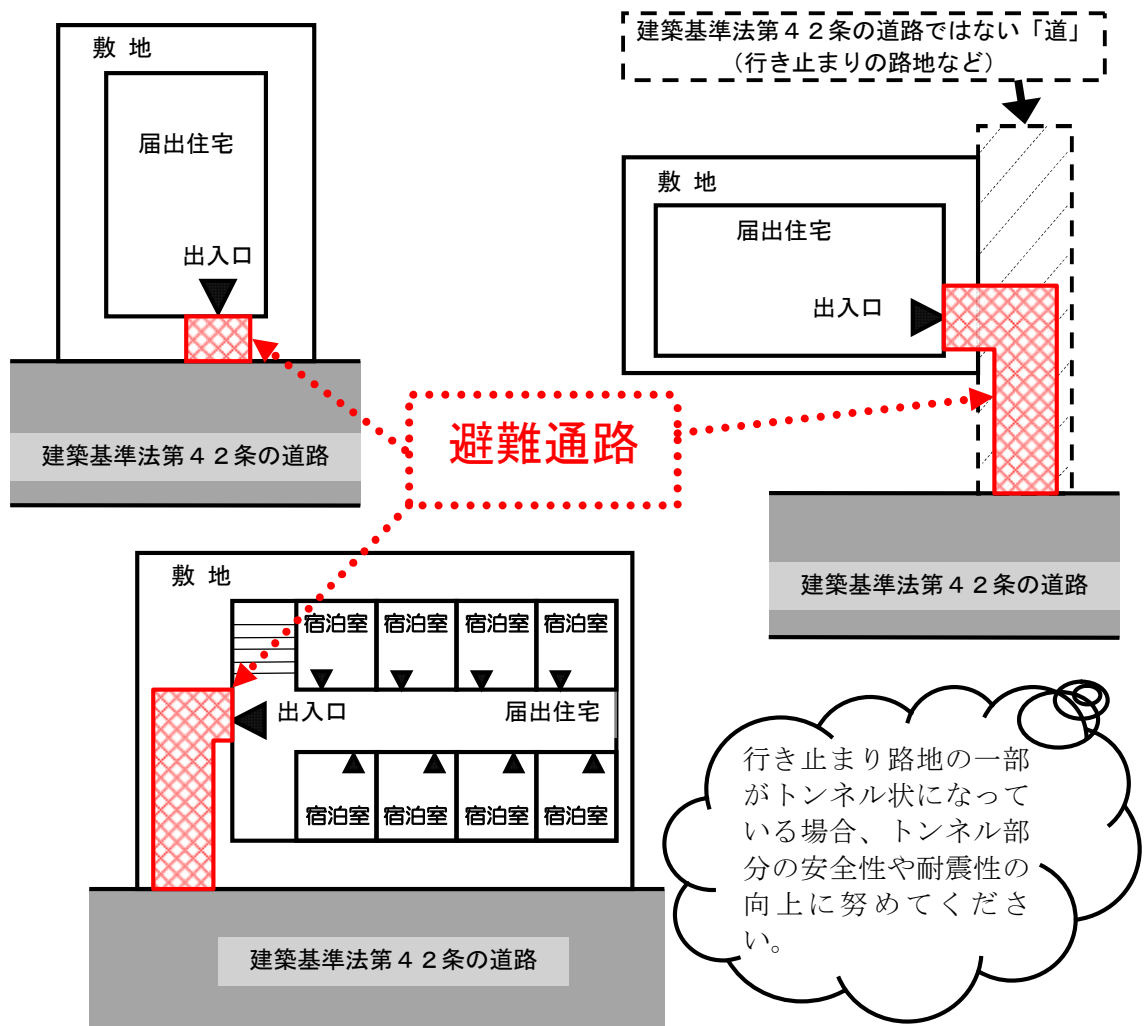 敷 地
届出住宅
出入口
建築基準法第４２条の道路
建築基準法第４２条の道路ではない「道」
（行き止まりの路地など）
敷 地
届出住宅
出入口
建築基準法第４２条の道路
避難通路
敷 地
宿泊室 宿泊室 宿泊室 宿泊室
出入口 届出住宅
宿泊室 宿泊室 宿泊室 宿泊室
建築基準法第４２条の道路
行き止まり路地の一部
がトンネル状になって
いる場合、トンネル部
分の安全性や耐震性の
向上に努めてくださ
い。